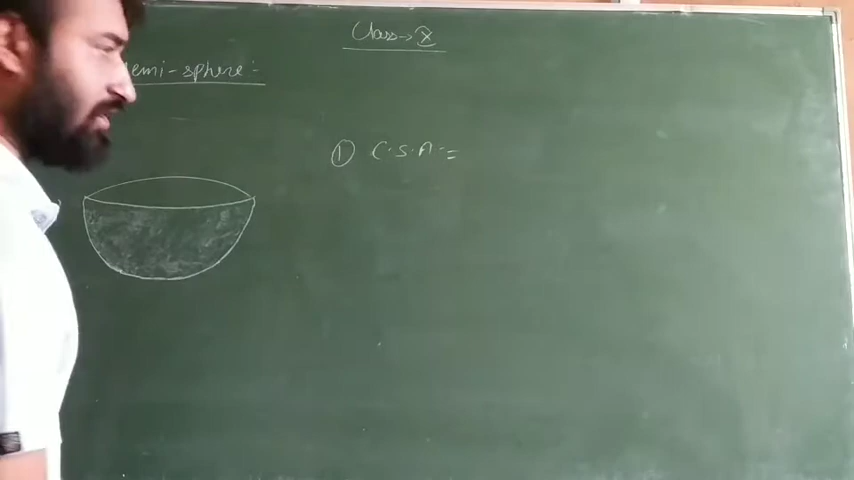 Class → X
emi - sphere :-
① C.S.A. =